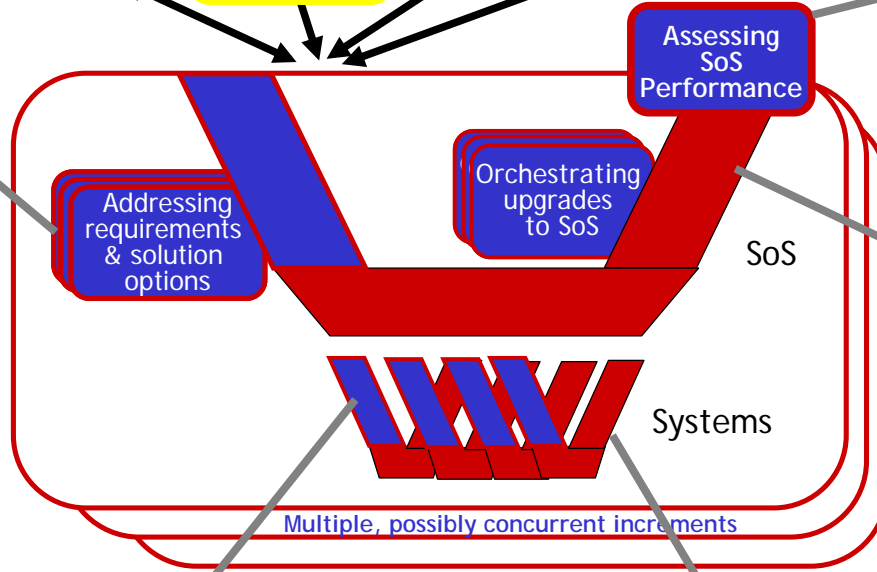 Assessing
SoS
Performance
Orchestrating
upgrades
to SoS
Addressing
requirements
& solution
options
SoS
Systems
Multiple, possibly concurrent increments